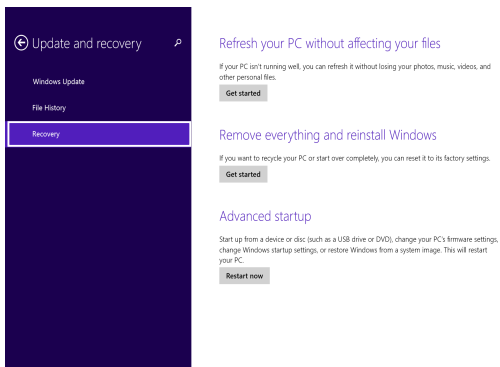 Update and recovery
Windows Update
File History
Recovery
Refresh your PC without affecting your files
If your PC isn't running well, you can refresh it without losing your photos, music, videos, and
other personal files.
Get started
Remove everything and reinstall Windows
If you want to recycle your PC or start over completely, you can reset it to its factory settings.
Get started
Advanced startup
Start up from a device or disc (such as a USB drive or DVD), change your PC's firmware settings,
change Windows startup settings, or restore Windows from a system image. This will restart
your PC.
Restart now